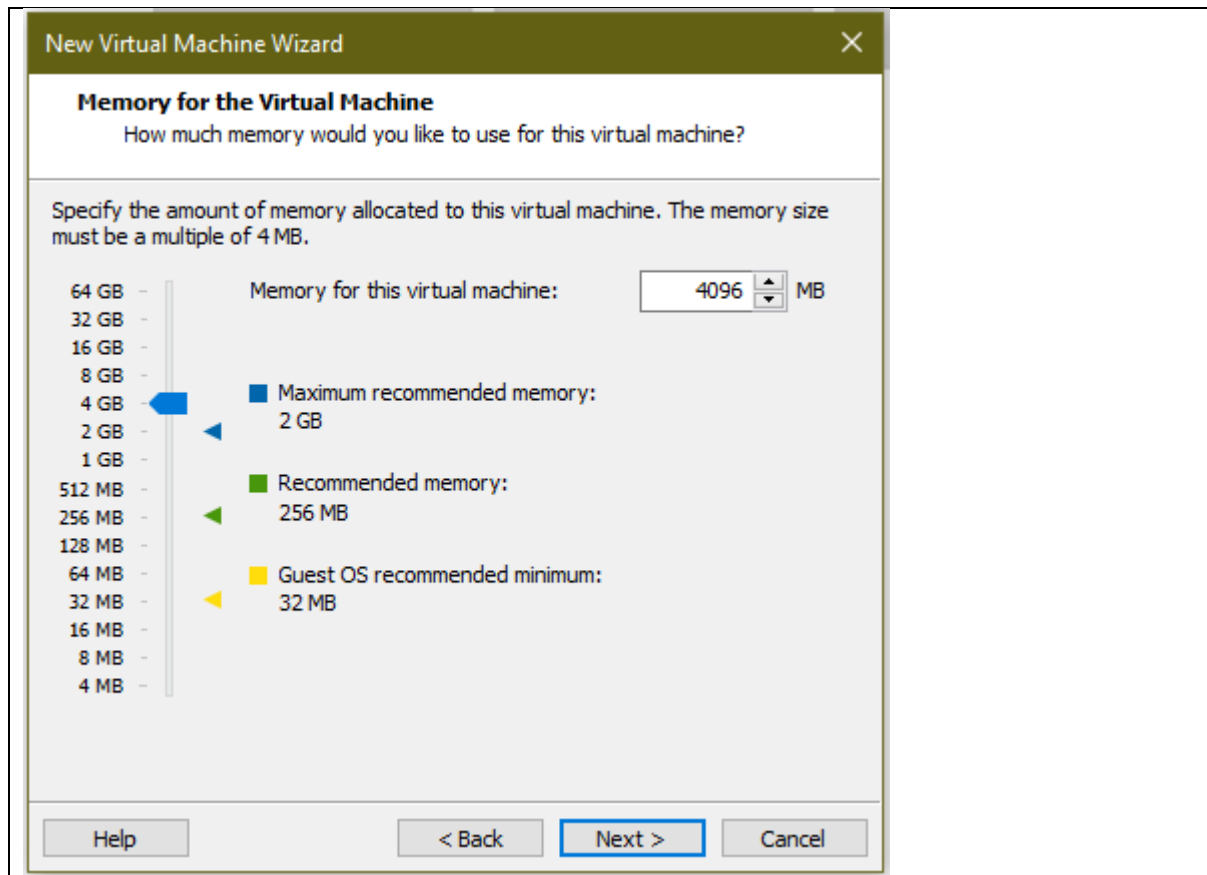 New Virtual Machine Wizard
Memory for the Virtual Machine
How much memory would you like to use for this virtual machine?
Specify the amount of memory allocated to this virtual machine. The memory size
must be a multiple of 4 MB.
64 GB
Memory for this virtual machine:
4096
MB
32 GB
16 GB
8 GB
4 GB
2 GB
1 GB
512 MB
256 MB
128 MB
64 MB
32 MB
16 MB
8 MB
4 MB
Maximum recommended memory:
2 GB
Recommended memory:
256 MB
Guest OS recommended minimum:
32 MB
Help
< Back
Next >
Cancel